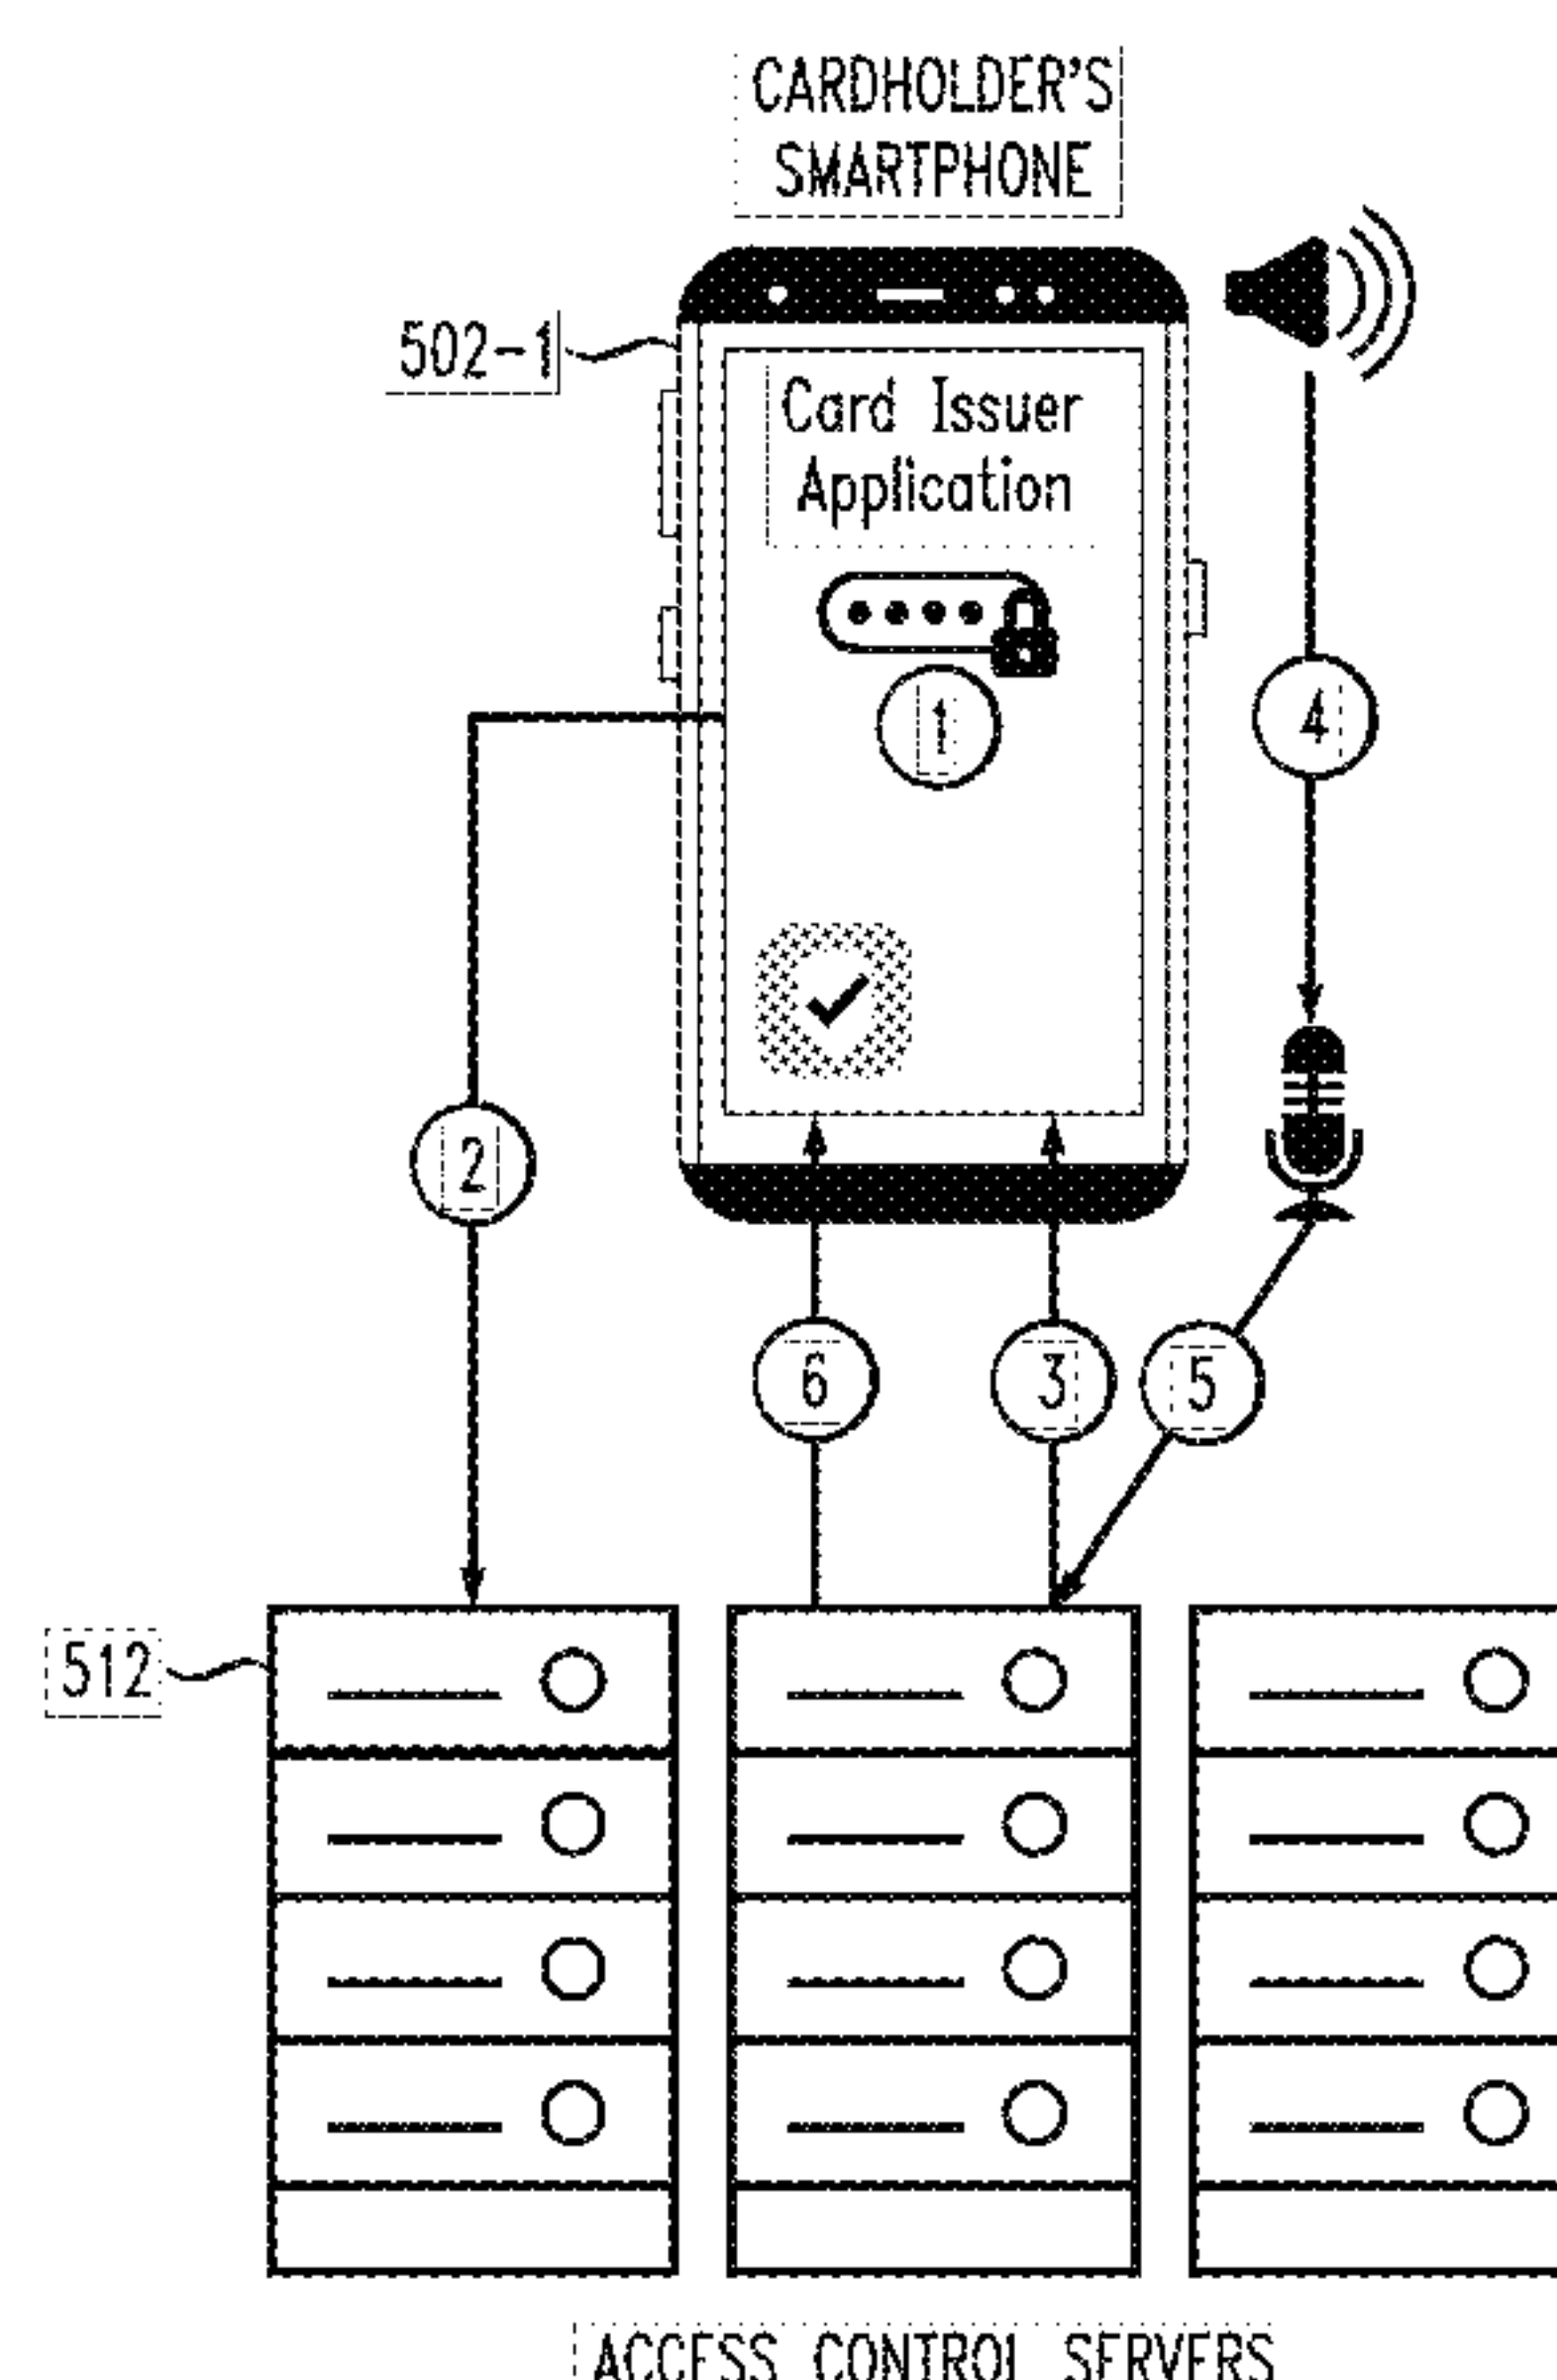 CARDHOLDER'S
SMARTPHONE
502-1
Card Issuer
Application
1
4
2
6
3
5
512
ACCESS CONTROL SERVERS